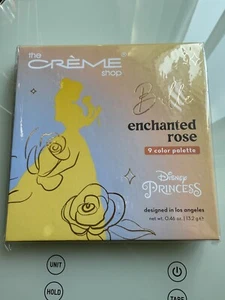 the
CRÈME
shop
Belle
enchanted
rose
9 color palette
Disney
PRINCESS
designed in los angeles
net wt. 0.46 oz (13.2 g) e
UNIT
HOLD
TARE